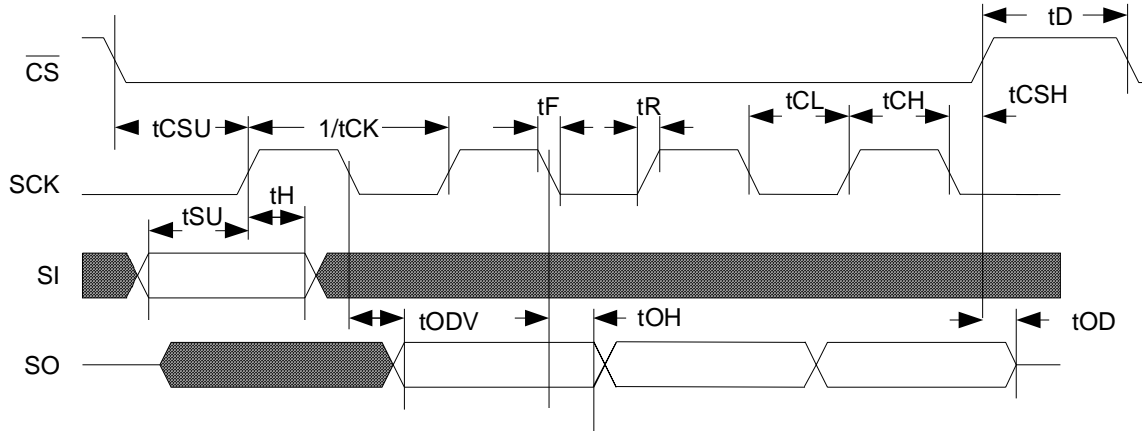 tD
CS
tF
tR
tCL
tCH
tCSH
tCSU
1/tCK
SCK
tH
tSU
SI
tODV
tOH
tOD
SO